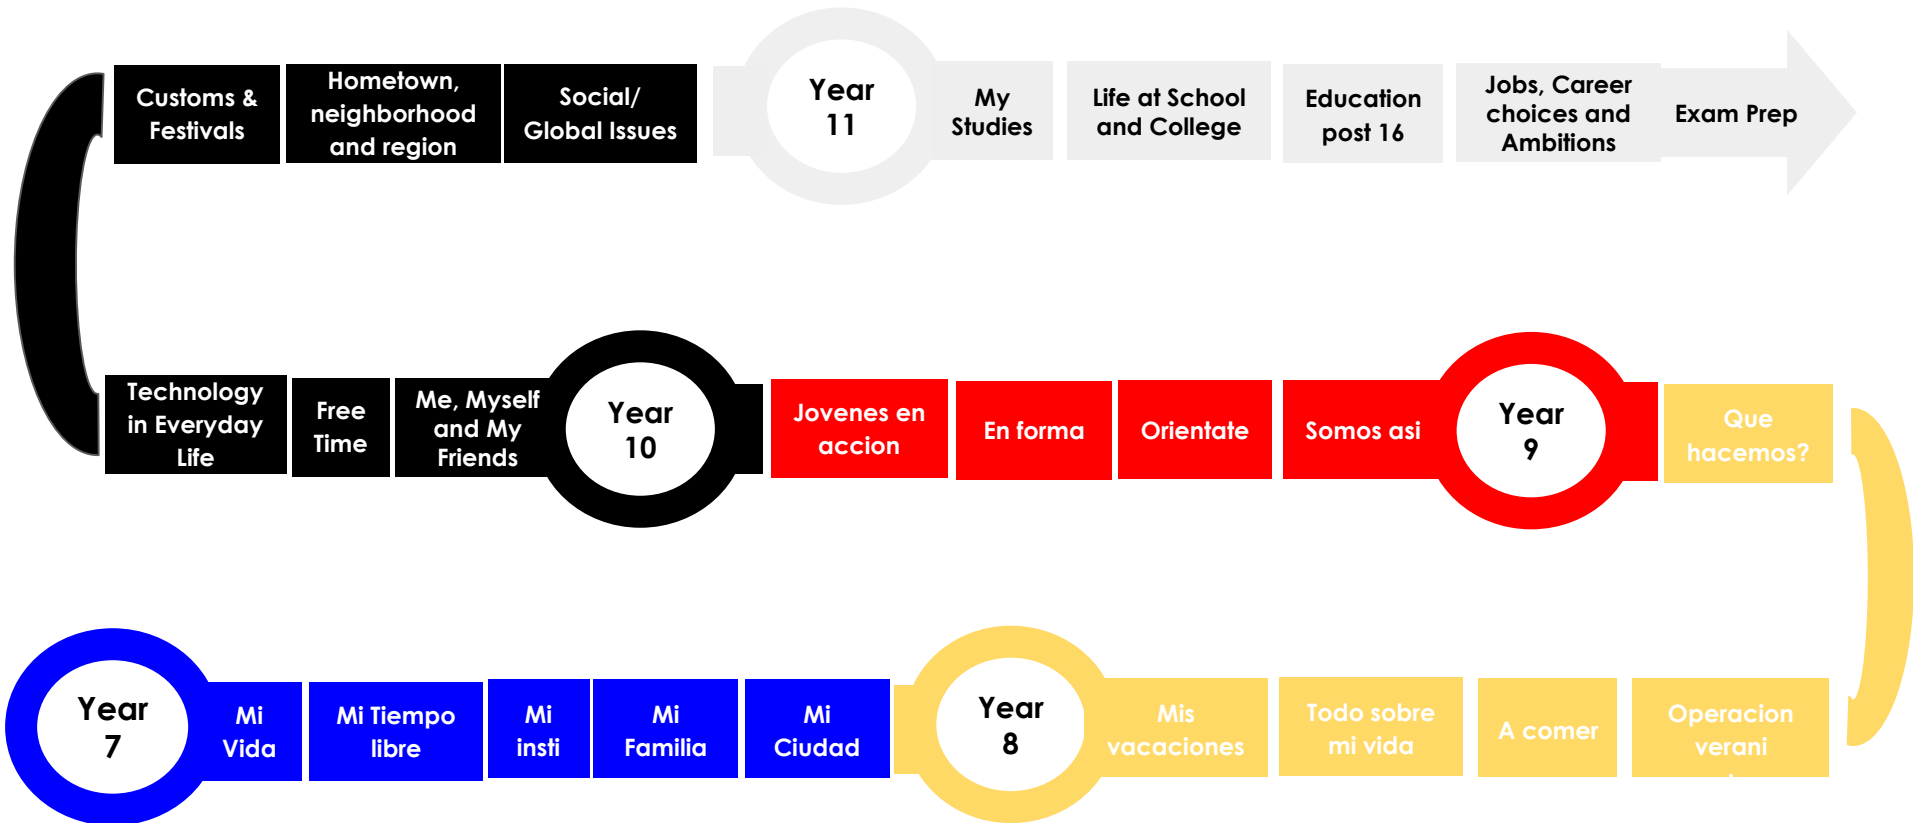 Customs &
Festivals
Hometown,
neighborhood
and region
Social/
Global Issues
Year
11
My
Studies
Life at School
and College
Education
post 16
Jobs, Career
choices and
Ambitions
Exam Prep
Technology
in Everyday
Life
Free
Time
Me, Myself
and My
Friends
Year
10
Jovenes en
accion
En forma
Orientate
Somos asi
Year
9
Que
hacemos?
Year
7
Mi
Vida
Mi Tiempo
libre
Mi
insti
Mi
Familia
Mi
Ciudad
Year
8
Mis
vacaciones
Todo sobre
mi vida
A comer
Operacion
verani